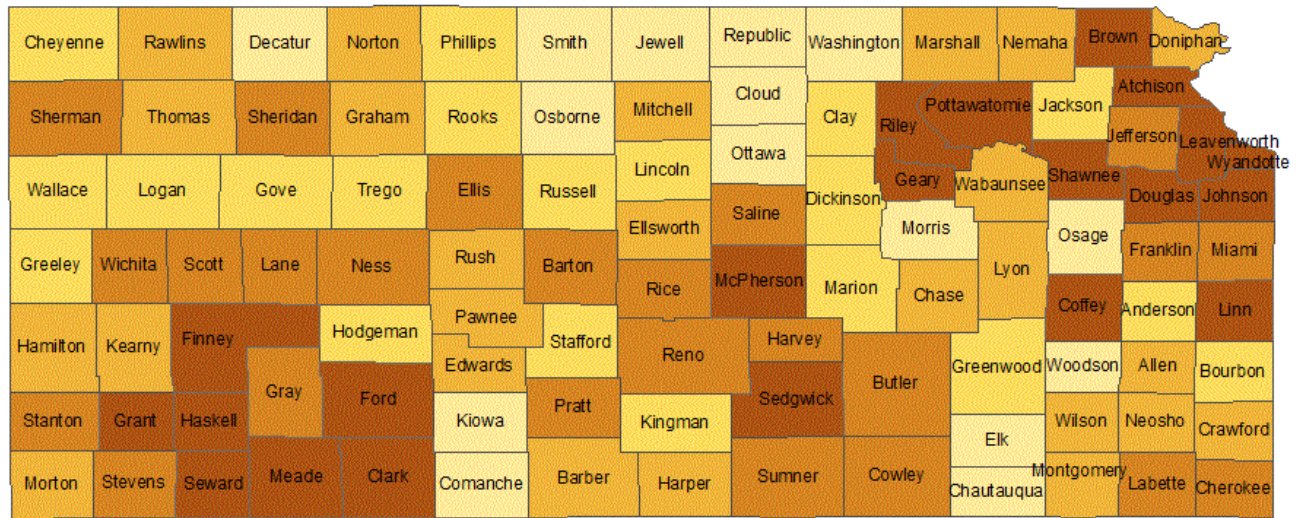 Cheyenne
Rawlins
Decatur
Norton
Phillips
Smith
Jewell
Republic
Washington
Marshall
Nemaha
Brown
Doniphan
Sherman
Thomas
Sheridan
Graham
Rooks
Osborne
Mitchell
Cloud
Clay
Riley
Pottawatomie
Jackson
Atchison
Jefferson
Leavenworth
Wyandotte
Wallace
Logan
Gove
Trego
Ellis
Russell
Lincoln
Ottawa
Saline
Dickinson
Geary
Wabaunsee
Shawnee
Douglas
Johnson
Greeley
Wichita
Scott
Lane
Ness
Rush
Barton
Ellsworth
Rice
McPherson
Marion
Morris
Chase
Lyon
Osage
Franklin
Miami
Hamilton
Kearny
Finney
Hodgeman
Pawnee
Edwards
Stafford
Reno
Harvey
Sedgwick
Butler
Greenwood
Coffey
Anderson
Linn
Woodson
Allen
Bourbon
Stanton
Grant
Haskell
Gray
Ford
Kiowa
Pratt
Kingman
Elk
Wilson
Neosho
Crawford
Morton
Stevens
Seward
Meade
Clark
Comanche
Barber
Harper
Sumner
Cowley
Chautauqua
Montgomery
Labette
Cherokee